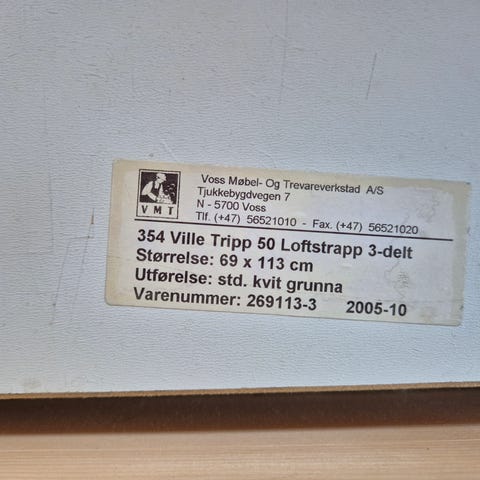 VMT
Voss Møbel- Og Trevareverkstad A/S
Tjukkebygdvegen 7
N - 5700 Voss
Tlf. (+47) 56521010 - Fax. (+47) 56521020
354 Ville Tripp 50 Loftstrapp 3-delt
Størrelse: 69 x 113 cm
Utførelse: std. kvit grunna
Varenummer: 269113-3 2005-10